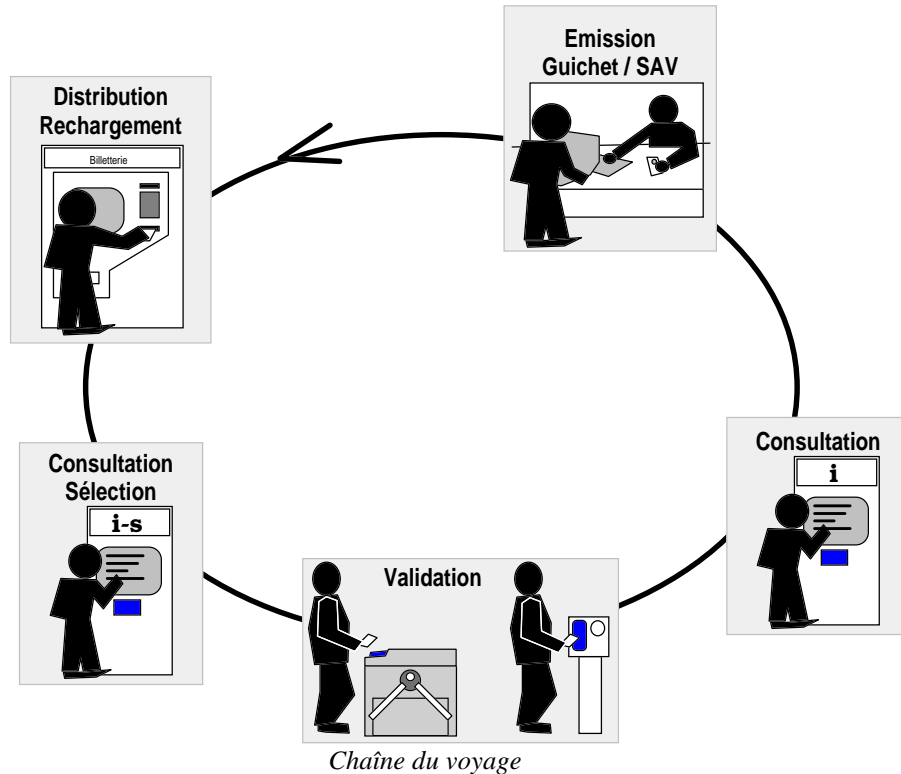 Emission
Guichet / SAV
Distribution
Rechargement
Billetterie
Consultation
i
Consultation
Sélection
i-s
Validation
Chaîne du voyage